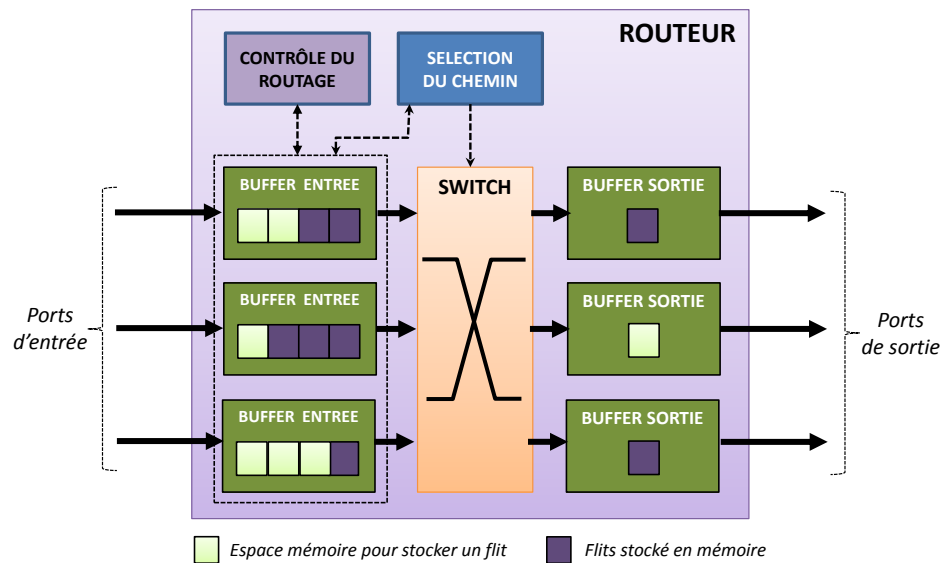 ROUTEUR
CONTRÔLE DU
ROUTAGE
SELECTION
DU CHEMIN
BUFFER ENTREE
SWITCH
BUFFER SORTIE
BUFFER ENTREE
BUFFER SORTIE
Ports
d'entrée
Ports
de sortie
BUFFER ENTREE
BUFFER SORTIE
Espace mémoire pour stocker un flit
Flits stocké en mémoire